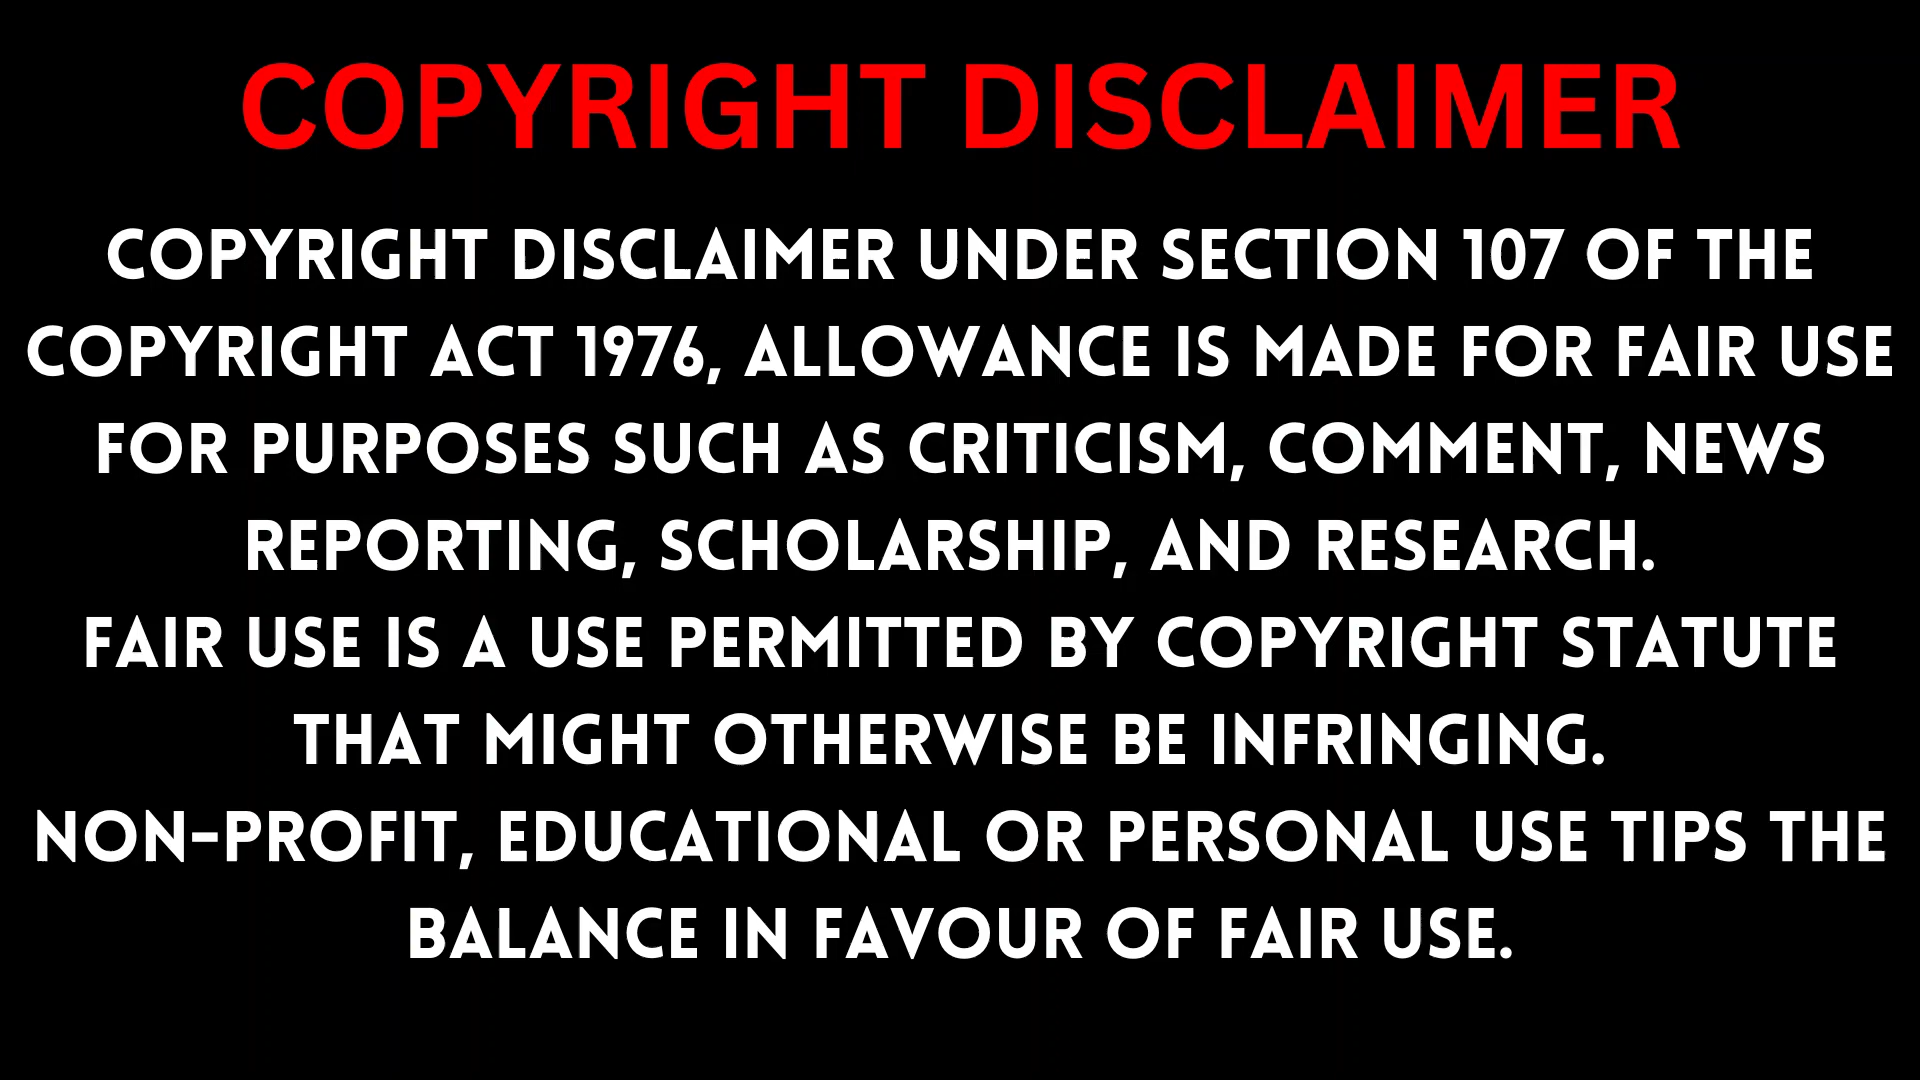 COPYRIGHT DISCLAIMER
COPYRIGHT DISCLAIMER UNDER SECTION 107 OF THE
COPYRIGHT ACT 1976, ALLOWANCE IS MADE FOR FAIR USE
FOR PURPOSES SUCH AS CRITICISM, COMMENT, NEWS
REPORTING, SCHOLARSHIP, AND RESEARCH.
FAIR USE IS A USE PERMITTED BY COPYRIGHT STATUTE
THAT MIGHT OTHERWISE BE INFRINGING.
NON-PROFIT, EDUCATIONAL OR PERSONAL USE TIPS THE
BALANCE IN FAVOUR OF FAIR USE.